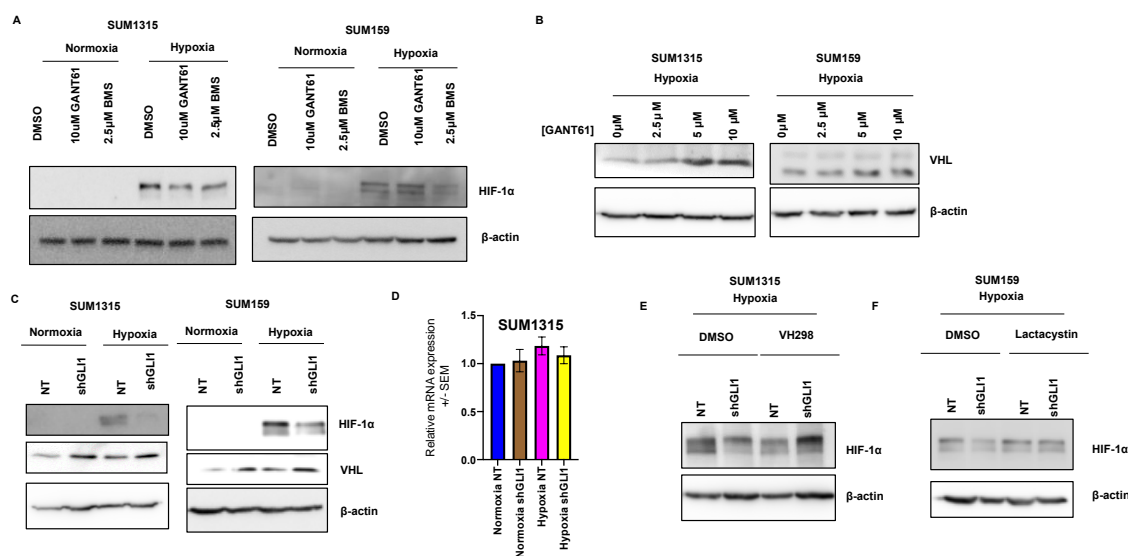 A
SUM1315
Normoxia
Hypoxia
DMSO
10uM GANT61
2.5µM BMS
DMSO
10uM GANT61
2.5µM BMS
SUM159
Normoxia
Hypoxia
DMSO
10uM GANT61
2.5µM BMS
DMSO
10uM GANT61
2.5µM BMS
HIF-1α
β-actin
B
SUM1315
Hypoxia
SUM159
Hypoxia
[GANT61]
0µM
2.5 µM
5 µM
10 µM
0µM
2.5 µM
5 µM
10 µM
VHL
β-actin
C
SUM1315
Normoxia
Hypoxia
NT
shGLI1
NT
shGLI1
SUM159
Normoxia
Hypoxia
NT
shGLI1
NT
shGLI1
HIF-1α
VHL
β-actin
D
SUM1315
Relative mRNA expression
+/- SEM
1.5
1.0
0.5
0.0
Normoxia NT
Normoxia shGLI1
Hypoxia NT
Hypoxia shGLI1
E
SUM1315
Hypoxia
DMSO
VH298
NT
shGLI1
NT
shGLI1
HIF-1α
β-actin
F
SUM159
Hypoxia
DMSO
Lactacystin
NT
shGLI1
NT
shGLI1
HIF-1α
β-actin